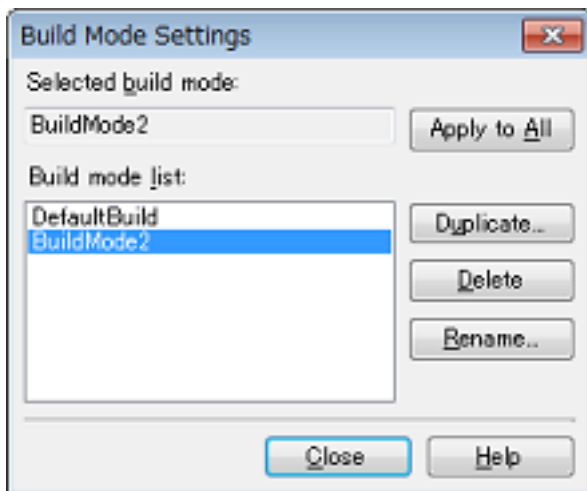 Build Mode Settings
Selected build mode:
BuildMode2
Apply to All
Build mode list:
DefaultBuild
BuildMode2
Duplicate...
Delete
Rename...
Close
Help